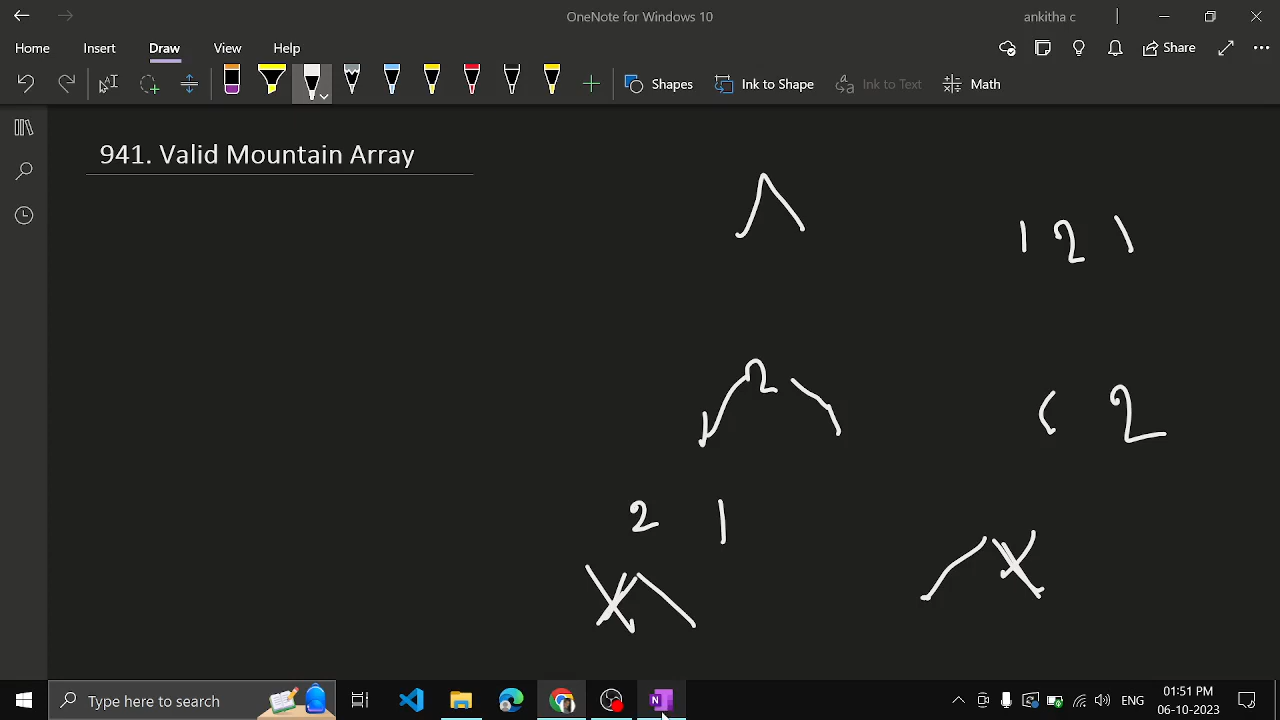 OneNote for Windows 10
ankitha c
Home Insert Draw View Help
Share
Shapes Ink to Shape Ink to Text Math
941. Valid Mountain Array
1 2 1
2
1
2
2 1
Type here to search
ENG
01:51 PM
06-10-2023